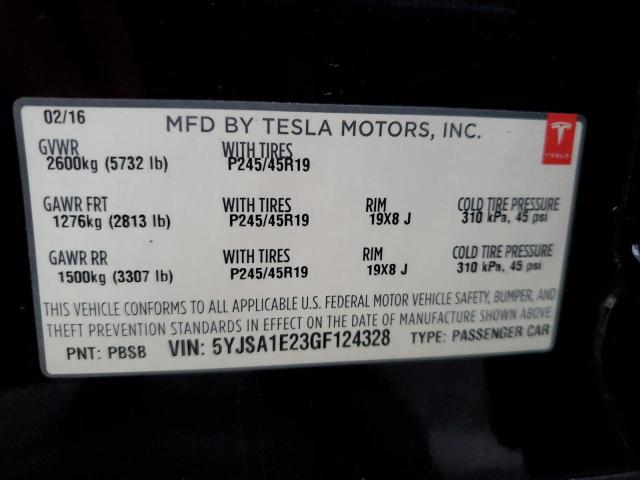 02/16
MFD BY TESLA MOTORS, INC.
TESLA
GVWR WITH TIRES
2600kg (5732 lb) P245/45R19
GAWR FRT WITH TIRES RIM COLD TIRE PRESSURE
1276kg (2813 lb) P245/45R19 19X8 J 310 kPa, 45 psi
GAWR RR WITH TIRES RIM COLD TIRE PRESSURE
1500kg (3307 lb) P245/45R19 19X8 J 310 kPa, 45 psi
THIS VEHICLE CONFORMS TO ALL APPLICABLE U.S. FEDERAL MOTOR VEHICLE SAFETY, BUMPER, AND
THEFT PREVENTION STANDARDS IN EFFECT ON THE DATE OF MANUFACTURE SHOWN ABOVE.
PNT: PBSB VIN: 5YJSA1E23GF124328 TYPE: PASSENGER CAR